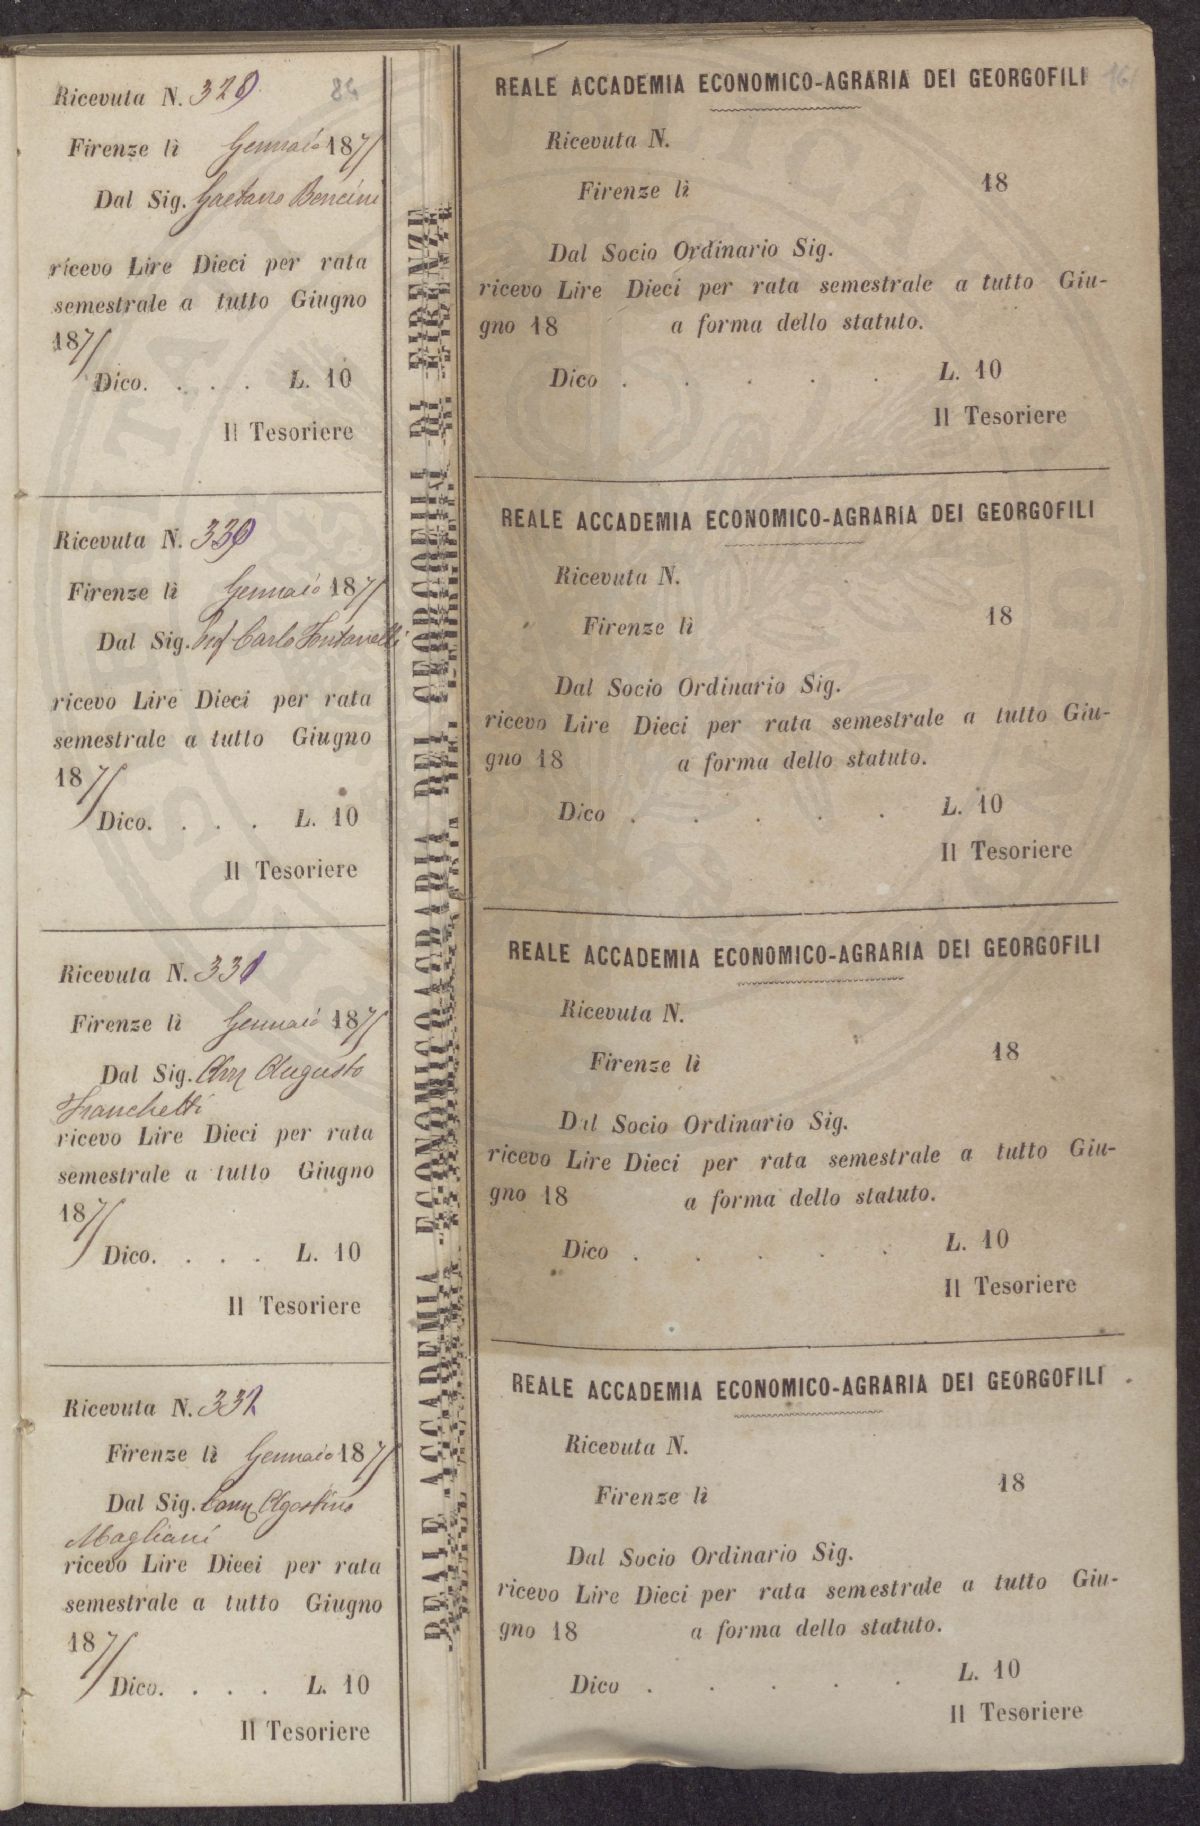 Ricevuta N. 329
84
Firenze lì Gennaio 1875
Dal Sig. Gaetano Bencini
ricevo Lire Dieci per rata
semestrale a tutto Giugno
1875
Dico. . . . L. 10
Il Tesoriere
Ricevuta N. 330
Firenze lì Gennaio 1875
Dal Sig. Prof Carlo Fontanelli
ricevo Lire Dieci per rata
semestrale a tutto Giugno
1875
Dico. . . . L. 10
Il Tesoriere
Ricevuta N. 331
Firenze lì Gennaio 1875
Dal Sig. Avv Augusto
Franchetti
ricevo Lire Dieci per rata
semestrale a tutto Giugno
1875
Dico. . . . L. 10
Il Tesoriere
Ricevuta N. 332
Firenze lì Gennaio 1875
Dal Sig. Comm Agostino
Magliani
ricevo Lire Dieci per rata
semestrale a tutto Giugno
1875
Dico. . . . L. 10
Il Tesoriere
REALE ACCADEMIA ECONOMICO-AGRARIA DEI GEORGOFILI DI FIRENZE
REALE ACCADEMIA ECONOMICO-AGRARIA DEI GEORGOFILI
Ricevuta N.
Firenze lì 18
Dal Socio Ordinario Sig.
ricevo Lire Dieci per rata semestrale a tutto Giu-
gno 18 a forma dello statuto.
Dico . . . . . L. 10
Il Tesoriere
REALE ACCADEMIA ECONOMICO-AGRARIA DEI GEORGOFILI
Ricevuta N.
Firenze lì 18
Dal Socio Ordinario Sig.
ricevo Lire Dieci per rata semestrale a tutto Giu-
gno 18 a forma dello statuto.
Dico . . . . . L. 10
Il Tesoriere
REALE ACCADEMIA ECONOMICO-AGRARIA DEI GEORGOFILI
Ricevuta N.
Firenze lì 18
Dal Socio Ordinario Sig.
ricevo Lire Dieci per rata semestrale a tutto Giu-
gno 18 a forma dello statuto.
Dico . . . . . L. 10
Il Tesoriere
REALE ACCADEMIA ECONOMICO-AGRARIA DEI GEORGOFILI
Ricevuta N.
Firenze lì 18
Dal Socio Ordinario Sig.
ricevo Lire Dieci per rata semestrale a tutto Giu-
gno 18 a forma dello statuto.
Dico . . . . . L. 10
Il Tesoriere